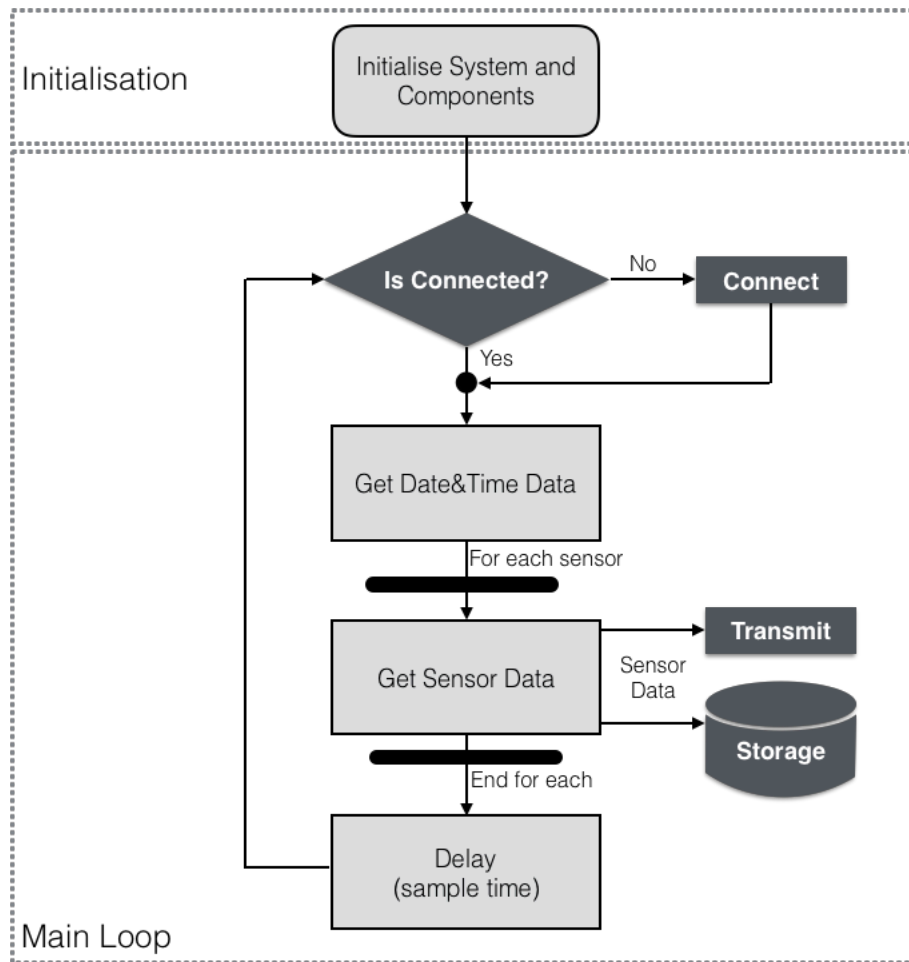 Initialisation
Initialise System and
Components
Is Connected?
No
Connect
Yes
Get Date&Time Data
For each sensor
Get Sensor Data
Transmit
Sensor
Data
Storage
End for each
Delay
(sample time)
Main Loop